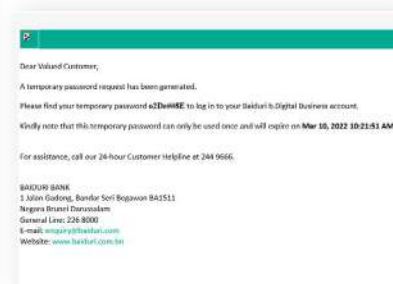 Dear Valued Customer,
A temporary password request has been generated.
Please find your temporary password to log in to your Baiduri b.Digital Business account.
Kindly note that this temporary password can only be used once and will expire on Mar 10, 2022 10:21:51 AM
For assistance, call our 24-hour Customer Helpline at 244 9666.
BAIDURI BANK
1 Jalan Gadong, Bandar Seri Begawan BA1511
Negara Brunei Darussalam
General Line: 226 8000
E-mail: enquiry@baiduri.com
Website: www.baiduri.com.bn